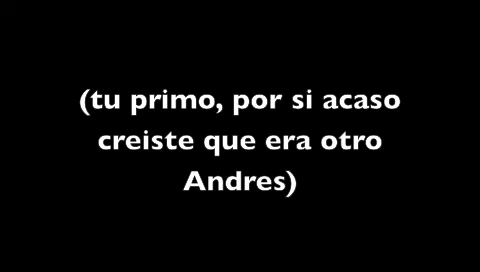 (tu primo, por si acaso
creiste que era otro
Andres)